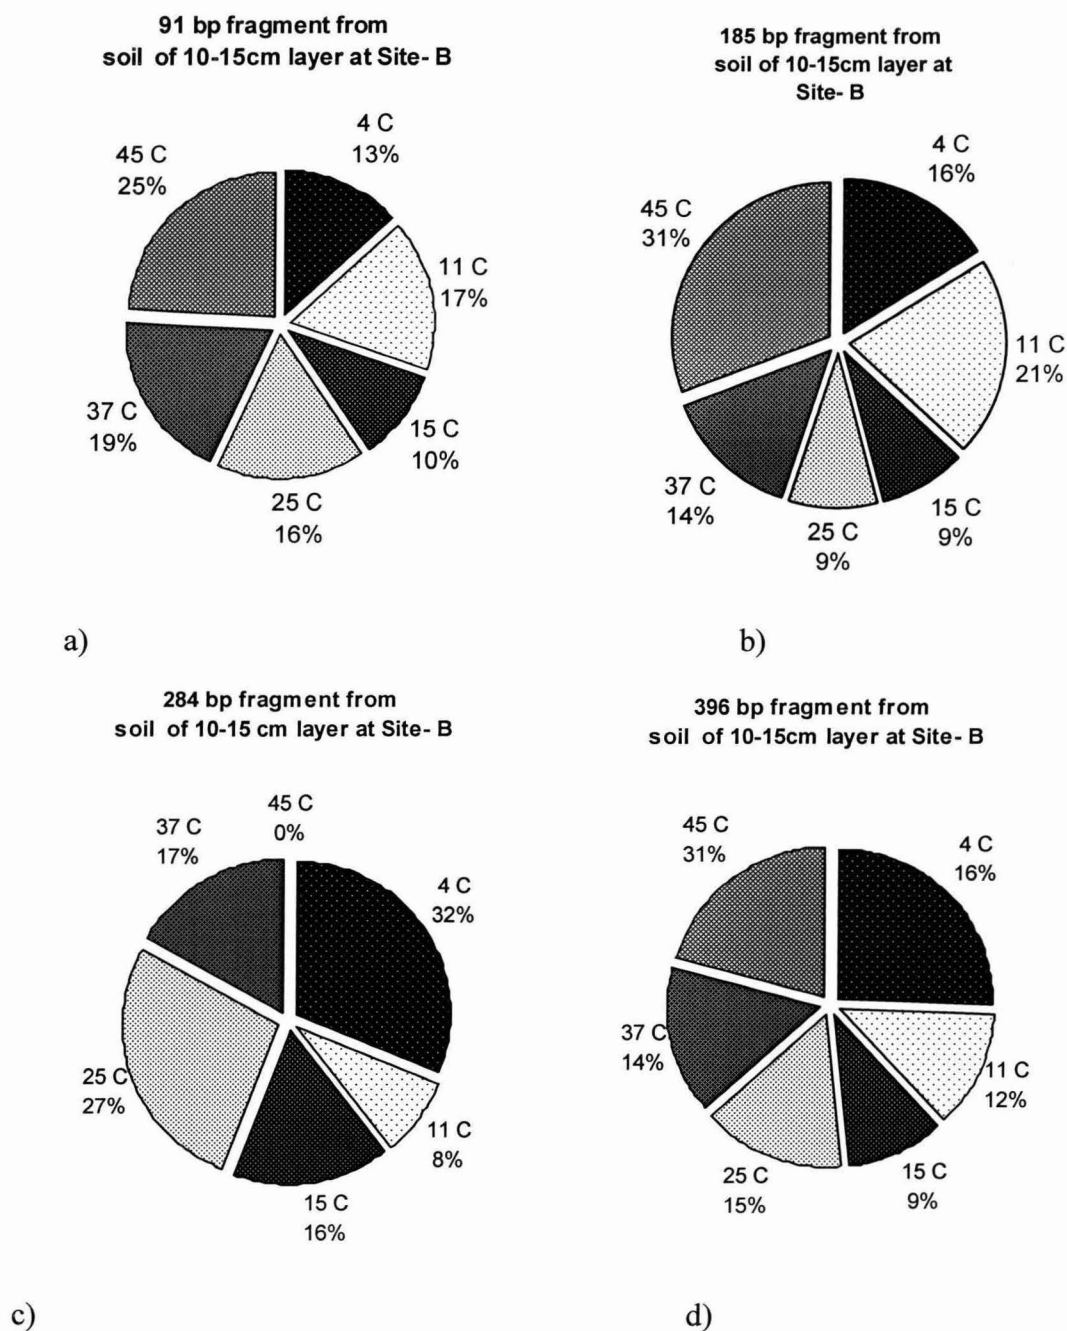 91 bp fragment from
soil of 10-15cm layer at Site- B
4 C
13%
11 C
17%
15 C
10%
25 C
16%
37 C
19%
45 C
25%
a)
185 bp fragment from
soil of 10-15cm layer at
Site- B
4 C
16%
11 C
21%
15 C
9%
25 C
9%
37 C
14%
45 C
31%
b)
284 bp fragment from
soil of 10-15 cm layer at Site- B
45 C
0%
4 C
32%
11 C
8%
15 C
16%
25 C
27%
37 C
17%
c)
396 bp fragment from
soil of 10-15cm layer at Site- B
4 C
16%
11 C
12%
15 C
9%
25 C
15%
37 C
14%
45 C
31%
d)